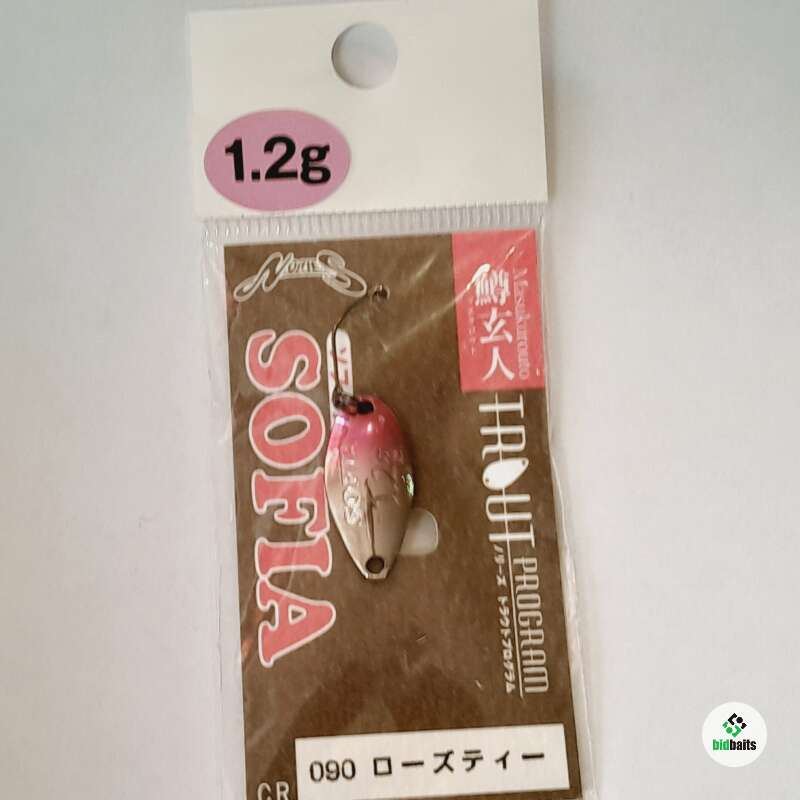 1.2g
NORIES
SOFIA
Masukurouto
鱒玄人
TROUT
PROGRAM
ノリーズ トラウトプログラム
090 ローズティー
CR
bidbaits